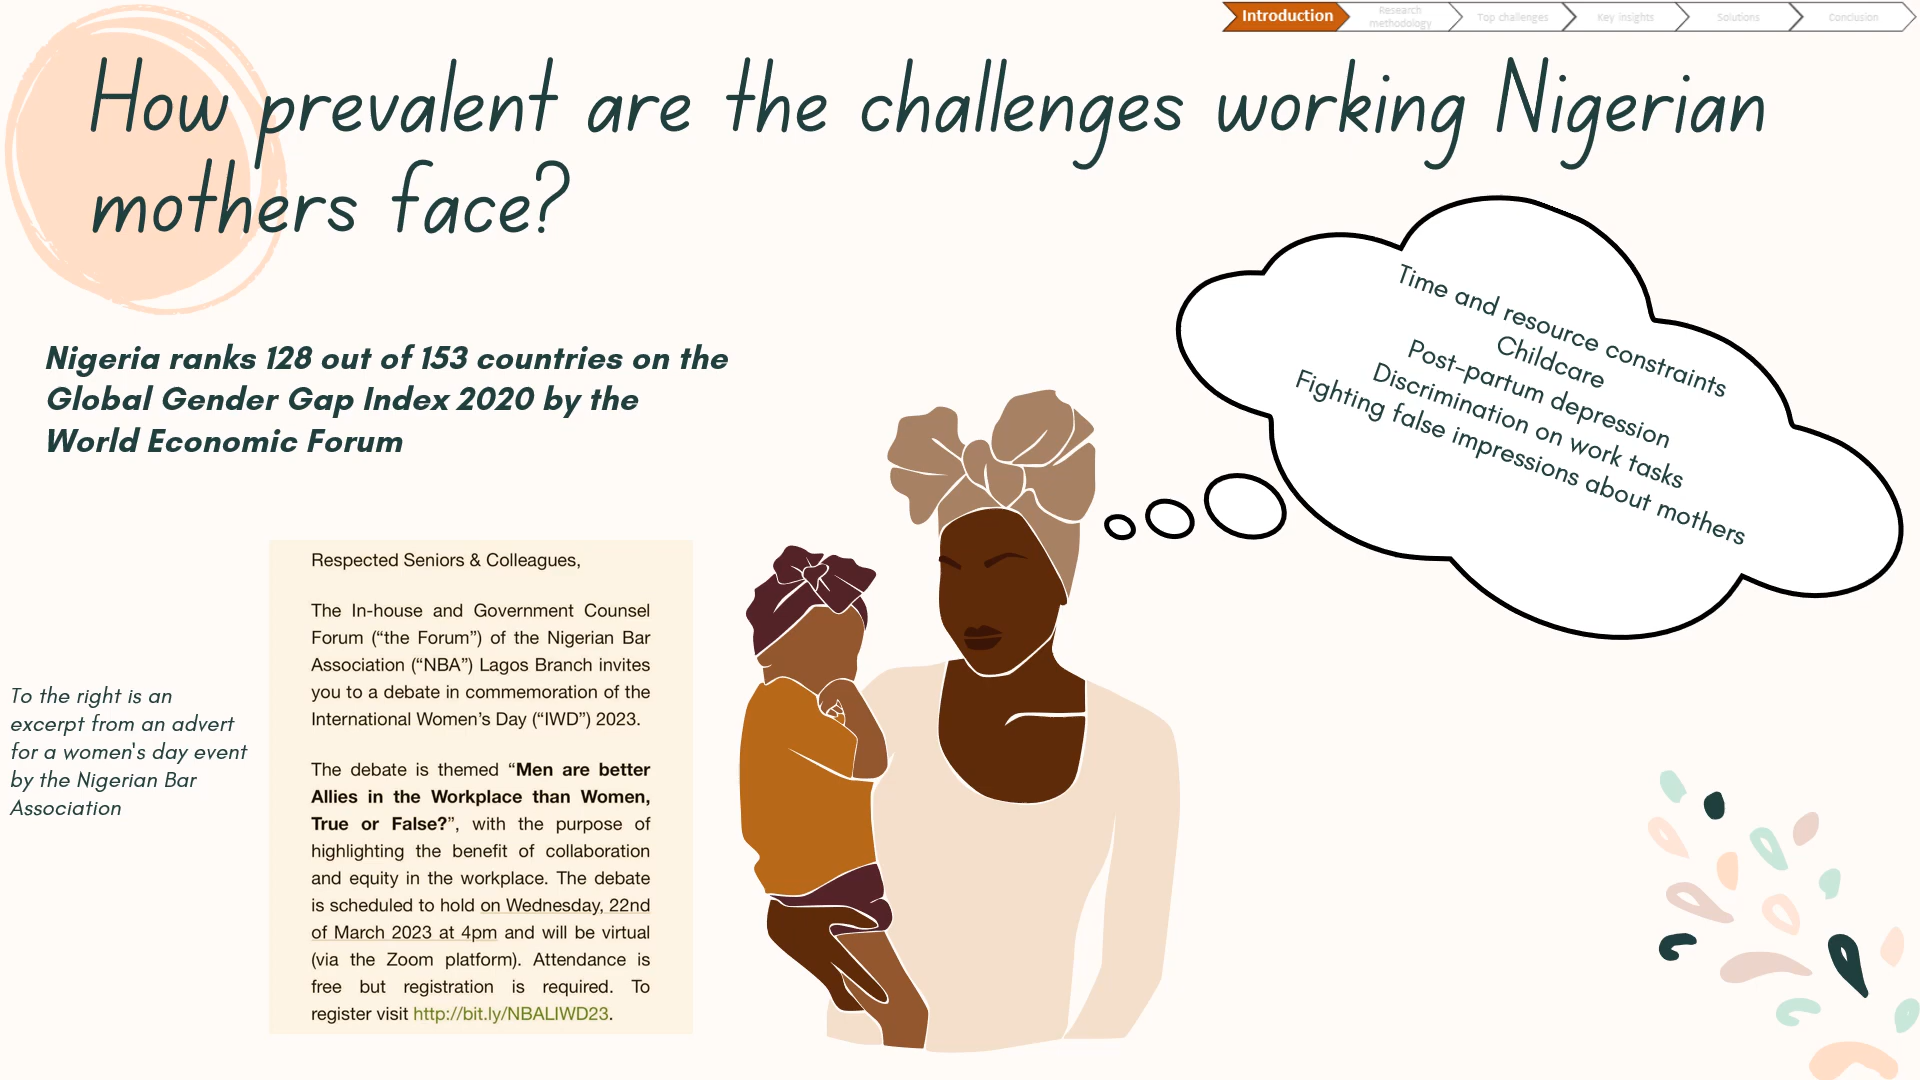 Introduction
Research
methodology
Top challenges
Key insights
Solutions
Conclusion
How prevalent are the challenges working Nigerian
mothers face?
Nigeria ranks 128 out of 153 countries on the
Global Gender Gap Index 2020 by the
World Economic Forum
Time and resource constraints
Childcare
Post-partum depression
Discrimination on work tasks
Fighting false impressions about mothers
To the right is an
excerpt from an advert
for a women's day event
by the Nigerian Bar
Association
Respected Seniors & Colleagues,
The In-house and Government Counsel
Forum (“the Forum”) of the Nigerian Bar
Association (“NBA”) Lagos Branch invites
you to a debate in commemoration of the
International Women’s Day (“IWD”) 2023.
The debate is themed “Men are better
Allies in the Workplace than Women,
True or False?”, with the purpose of
highlighting the benefit of collaboration
and equity in the workplace. The debate
is scheduled to hold on Wednesday, 22nd
of March 2023 at 4pm and will be virtual
(via the Zoom platform). Attendance is
free but registration is required. To
register visit http://bit.ly/NBALIWD23.